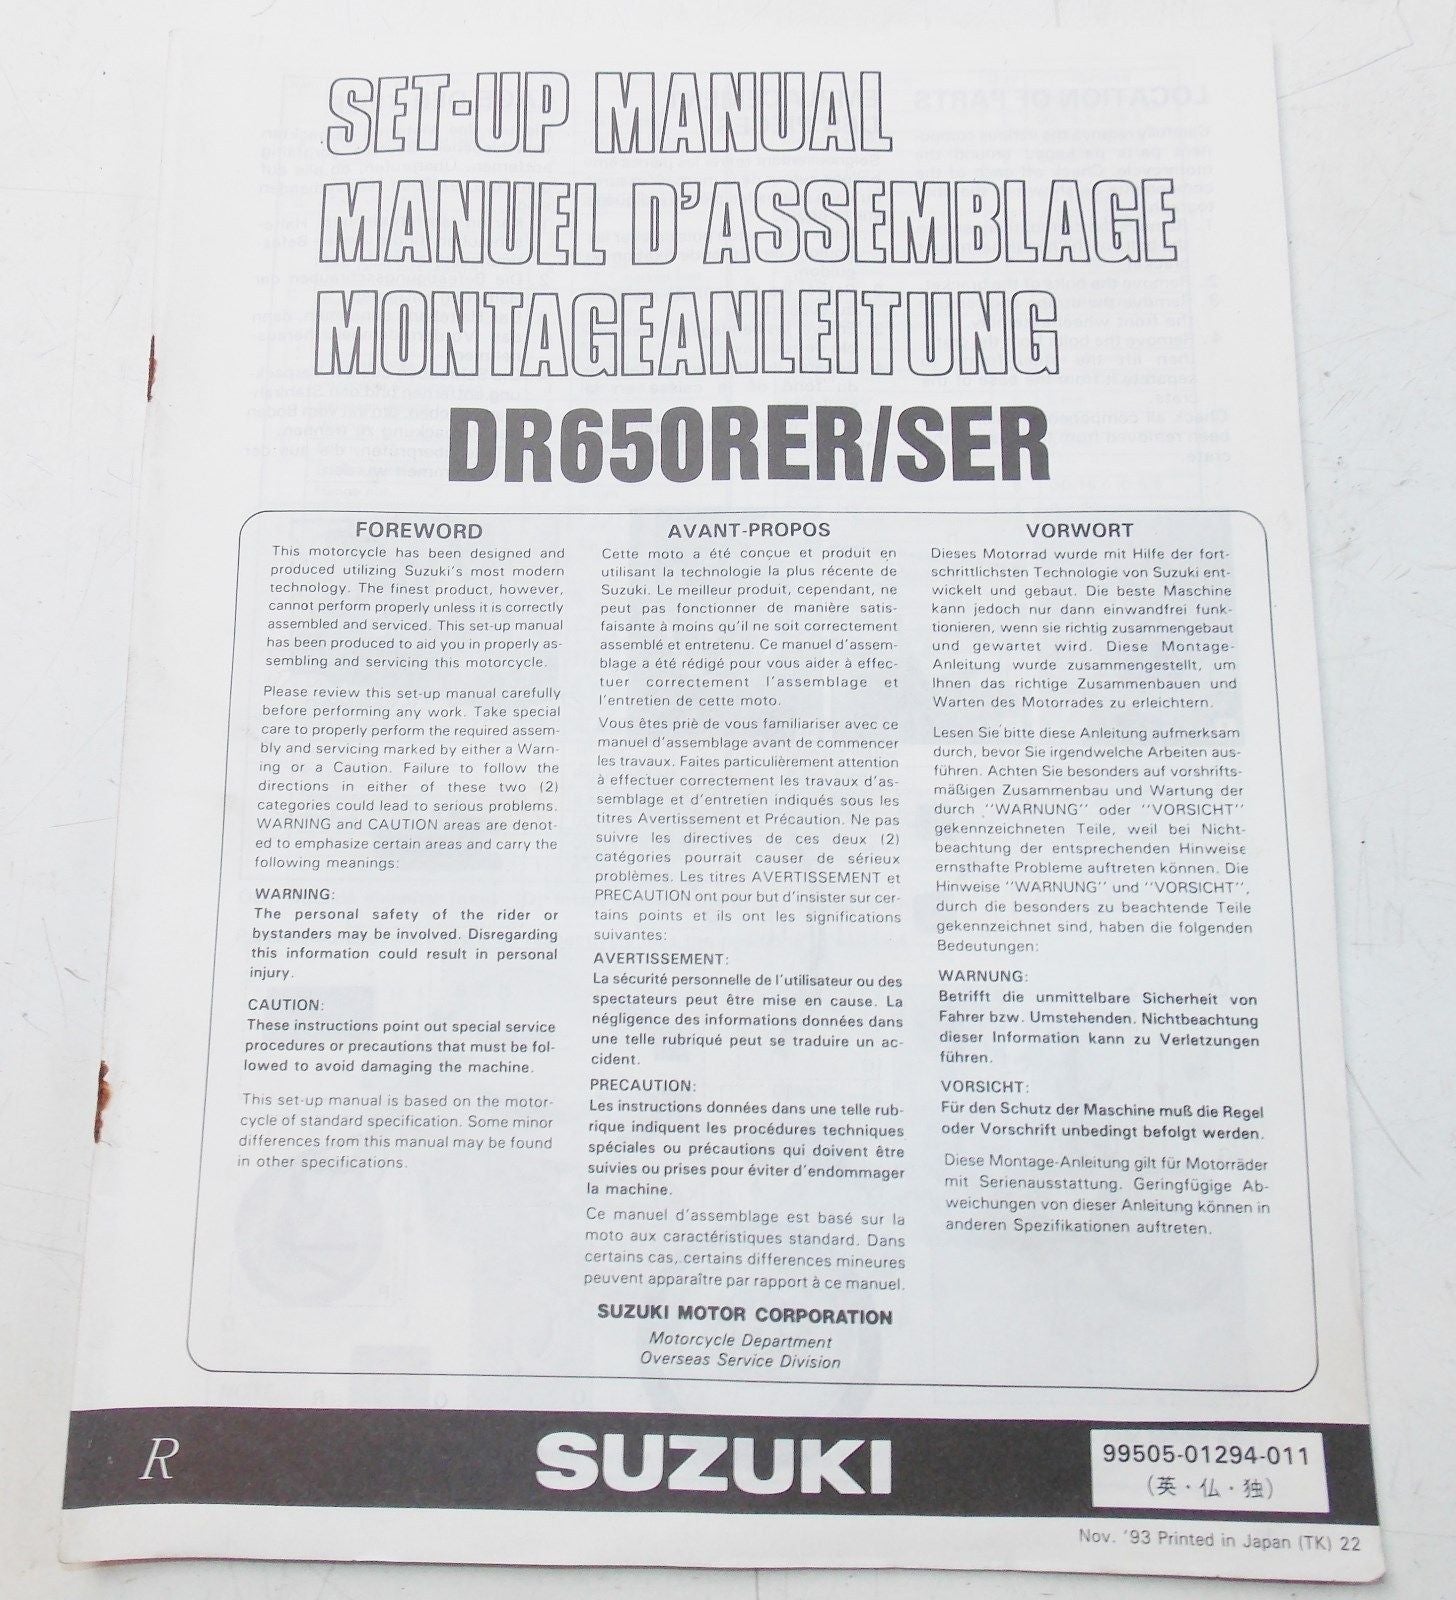 SET-UP MANUAL
MANUEL D'ASSEMBLAGE
MONTAGEANLEITUNG
DR650RER/SER
FOREWORD
This motorcycle has been designed and
produced utilizing Suzuki's most modern
technology. The finest product, however,
cannot perform properly unless it is correctly
assembled and serviced. This set-up manual
has been produced to aid you in properly as-
sembling and servicing this motorcycle.
Please review this set-up manual carefully
before performing any work. Take special
care to properly perform the required assem-
bly and servicing marked by either a Warn-
ing or a Caution. Failure to follow the
directions in either of these two (2)
categories could lead to serious problems.
WARNING and CAUTION areas are denot-
ed to emphasize certain areas and carry the
following meanings:
WARNING:
The personal safety of the rider or
bystanders may be involved. Disregarding
this information could result in personal
injury.
CAUTION:
These instructions point out special service
procedures or precautions that must be fol-
lowed to avoid damaging the machine.
This set-up manual is based on the motor-
cycle of standard specification. Some minor
differences from this manual may be found
in other specifications.
AVANT-PROPOS
Cette moto a été conçue et produit en
utilisant la technologie la plus récente de
Suzuki. Le meilleur produit, cependant, ne
peut pas fonctionner de manière satis-
faisante à moins qu'il ne soit correctement
assemblé et entretenu. Ce manuel d'assem-
blage a été rédigé pour vous aider à effec-
tuer correctement l'assemblage et
l'entretien de cette moto.
Vous êtes priè de vous familiariser avec ce
manuel d'assemblage avant de commencer
les travaux. Faites particulièrement attention
à effectuer correctement les travaux d'as-
semblage et d'entretien indiqués sous les
titres Avertissement et Précaution. Ne pas
suivre les directives de ces deux (2)
catégories pourrait causer de sérieux
problèmes. Les titres AVERTISSEMENT et
PRECAUTION ont pour but d'insister sur cer-
tains points et ils ont les significations
suivantes:
AVERTISSEMENT:
La sécurité personnelle de l'utilisateur ou des
spectateurs peut être mise en cause. La
négligence des informations données dans
une telle rubriqué peut se traduire un ac-
cident.
PRECAUTION:
Les instructions données dans une telle rub-
rique indiquent les procédures techniques
spéciales ou précautions qui doivent être
suivies ou prises pour éviter d'endommager
la machine.
Ce manuel d'assemblage est basé sur la
moto aux caractéristiques standard. Dans
certains cas, certains differences mineures
peuvent apparaître par rapport à ce manuel.
VORWORT
Dieses Motorrad wurde mit Hilfe der fort-
schrittlichsten Technologie von Suzuki ent-
wickelt und gebaut. Die beste Maschine
kann jedoch nur dann einwandfrei funk-
tionieren, wenn sie richtig zusammengebaut
und gewartet wird. Diese Montage-
Anleitung wurde zusammengestellt, um
Ihnen das richtige Zusammenbauen und
Warten des Motorrades zu erleichtern.
Lesen Sie bitte diese Anleitung aufmerksam
durch, bevor Sie irgendwelche Arbeiten aus-
führen. Achten Sie besonders auf vorshrifts-
mäßigen Zusammenbau und Wartung der
durch "WARNUNG" oder "VORSICHT"
gekennzeichneten Teile, weil bei Nicht-
beachtung der entsprechenden Hinweise
ernsthafte Probleme auftreten können. Die
Hinweise "WARNUNG" und "VORSICHT",
durch die besonders zu beachtende Teile
gekennzeichnet sind, haben die folgenden
Bedeutungen:
WARNUNG:
Betrifft die unmittelbare Sicherheit von
Fahrer bzw. Umstehenden. Nichtbeachtung
dieser Information kann zu Verletzungen
führen.
VORSICHT:
Für den Schutz der Maschine muß die Regel
oder Vorschrift unbedingt befolgt werden.
Diese Montage-Anleitung gilt für Motorräder
mit Serienausstattung. Geringfügige Ab-
weichungen von dieser Anleitung können in
anderen Spezifikationen auftreten.
SUZUKI MOTOR CORPORATION
Motorcycle Department
Overseas Service Division
R
SUZUKI
99505-01294-011
(英・仏・独)
Nov. '93 Printed in Japan (TK) 22